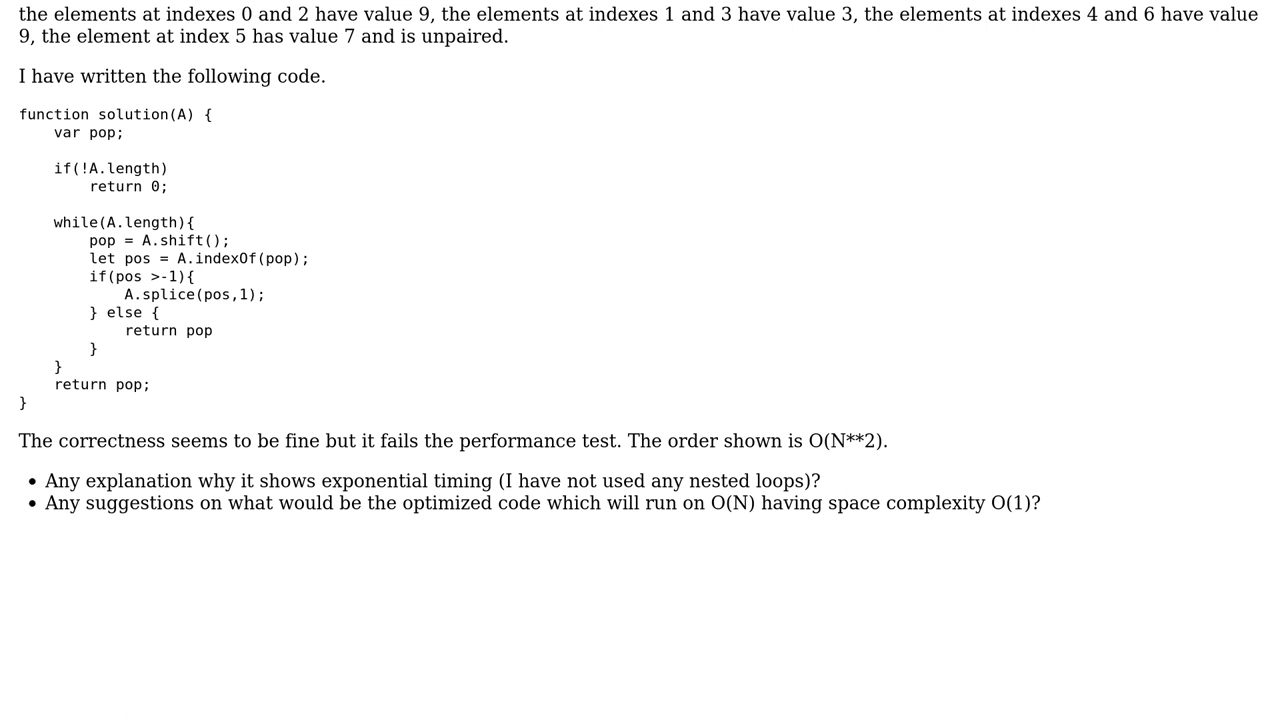 the elements at indexes 0 and 2 have value 9, the elements at indexes 1 and 3 have value 3, the elements at indexes 4 and 6 have value
9, the element at index 5 has value 7 and is unpaired.
I have written the following code.
function solution(A) {
    var pop;
    if(!A.length)
        return 0;
    while(A.length){
        pop = A.shift();
        let pos = A.indexOf(pop);
        if(pos >-1){
            A.splice(pos,1);
        } else {
            return pop
        }
    }
    return pop;
}
The correctness seems to be fine but it fails the performance test. The order shown is O(N**2).
• Any explanation why it shows exponential timing (I have not used any nested loops)?
• Any suggestions on what would be the optimized code which will run on O(N) having space complexity O(1)?